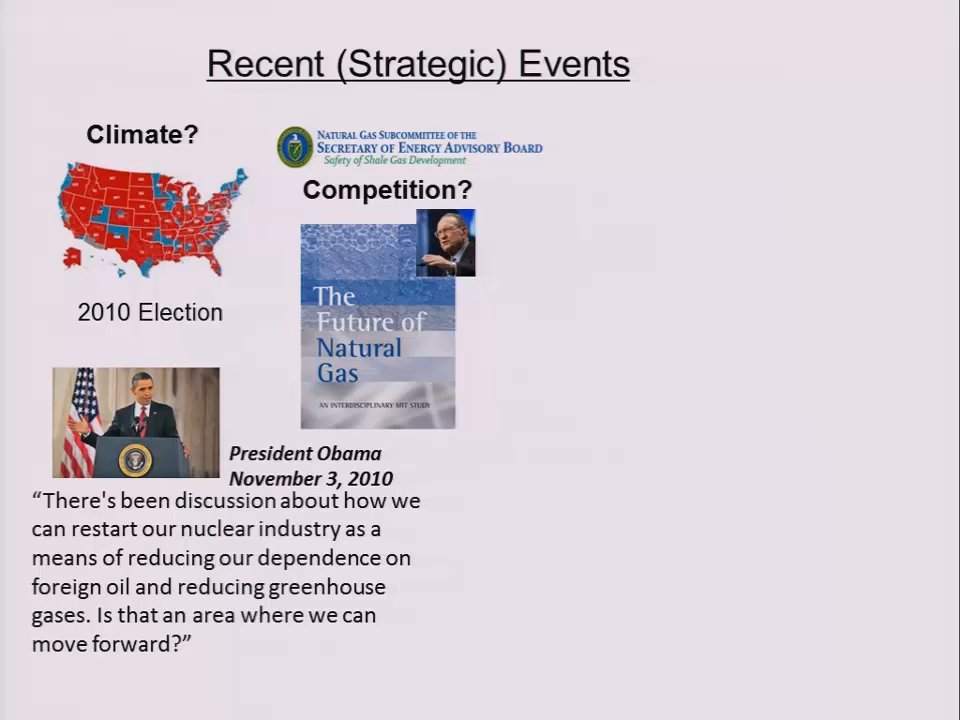 Recent (Strategic) Events
Climate?
NATURAL GAS SUBCOMMITTEE OF THE
SECRETARY OF ENERGY ADVISORY BOARD
Safety of Shale Gas Development
Competition?
The
Future of
Natural
Gas
AN INTERDISCIPLINARY MIT STUDY
2010 Election
President Obama
November 3, 2010
“There's been discussion about how we
can restart our nuclear industry as a
means of reducing our dependence on
foreign oil and reducing greenhouse
gases. Is that an area where we can
move forward?”